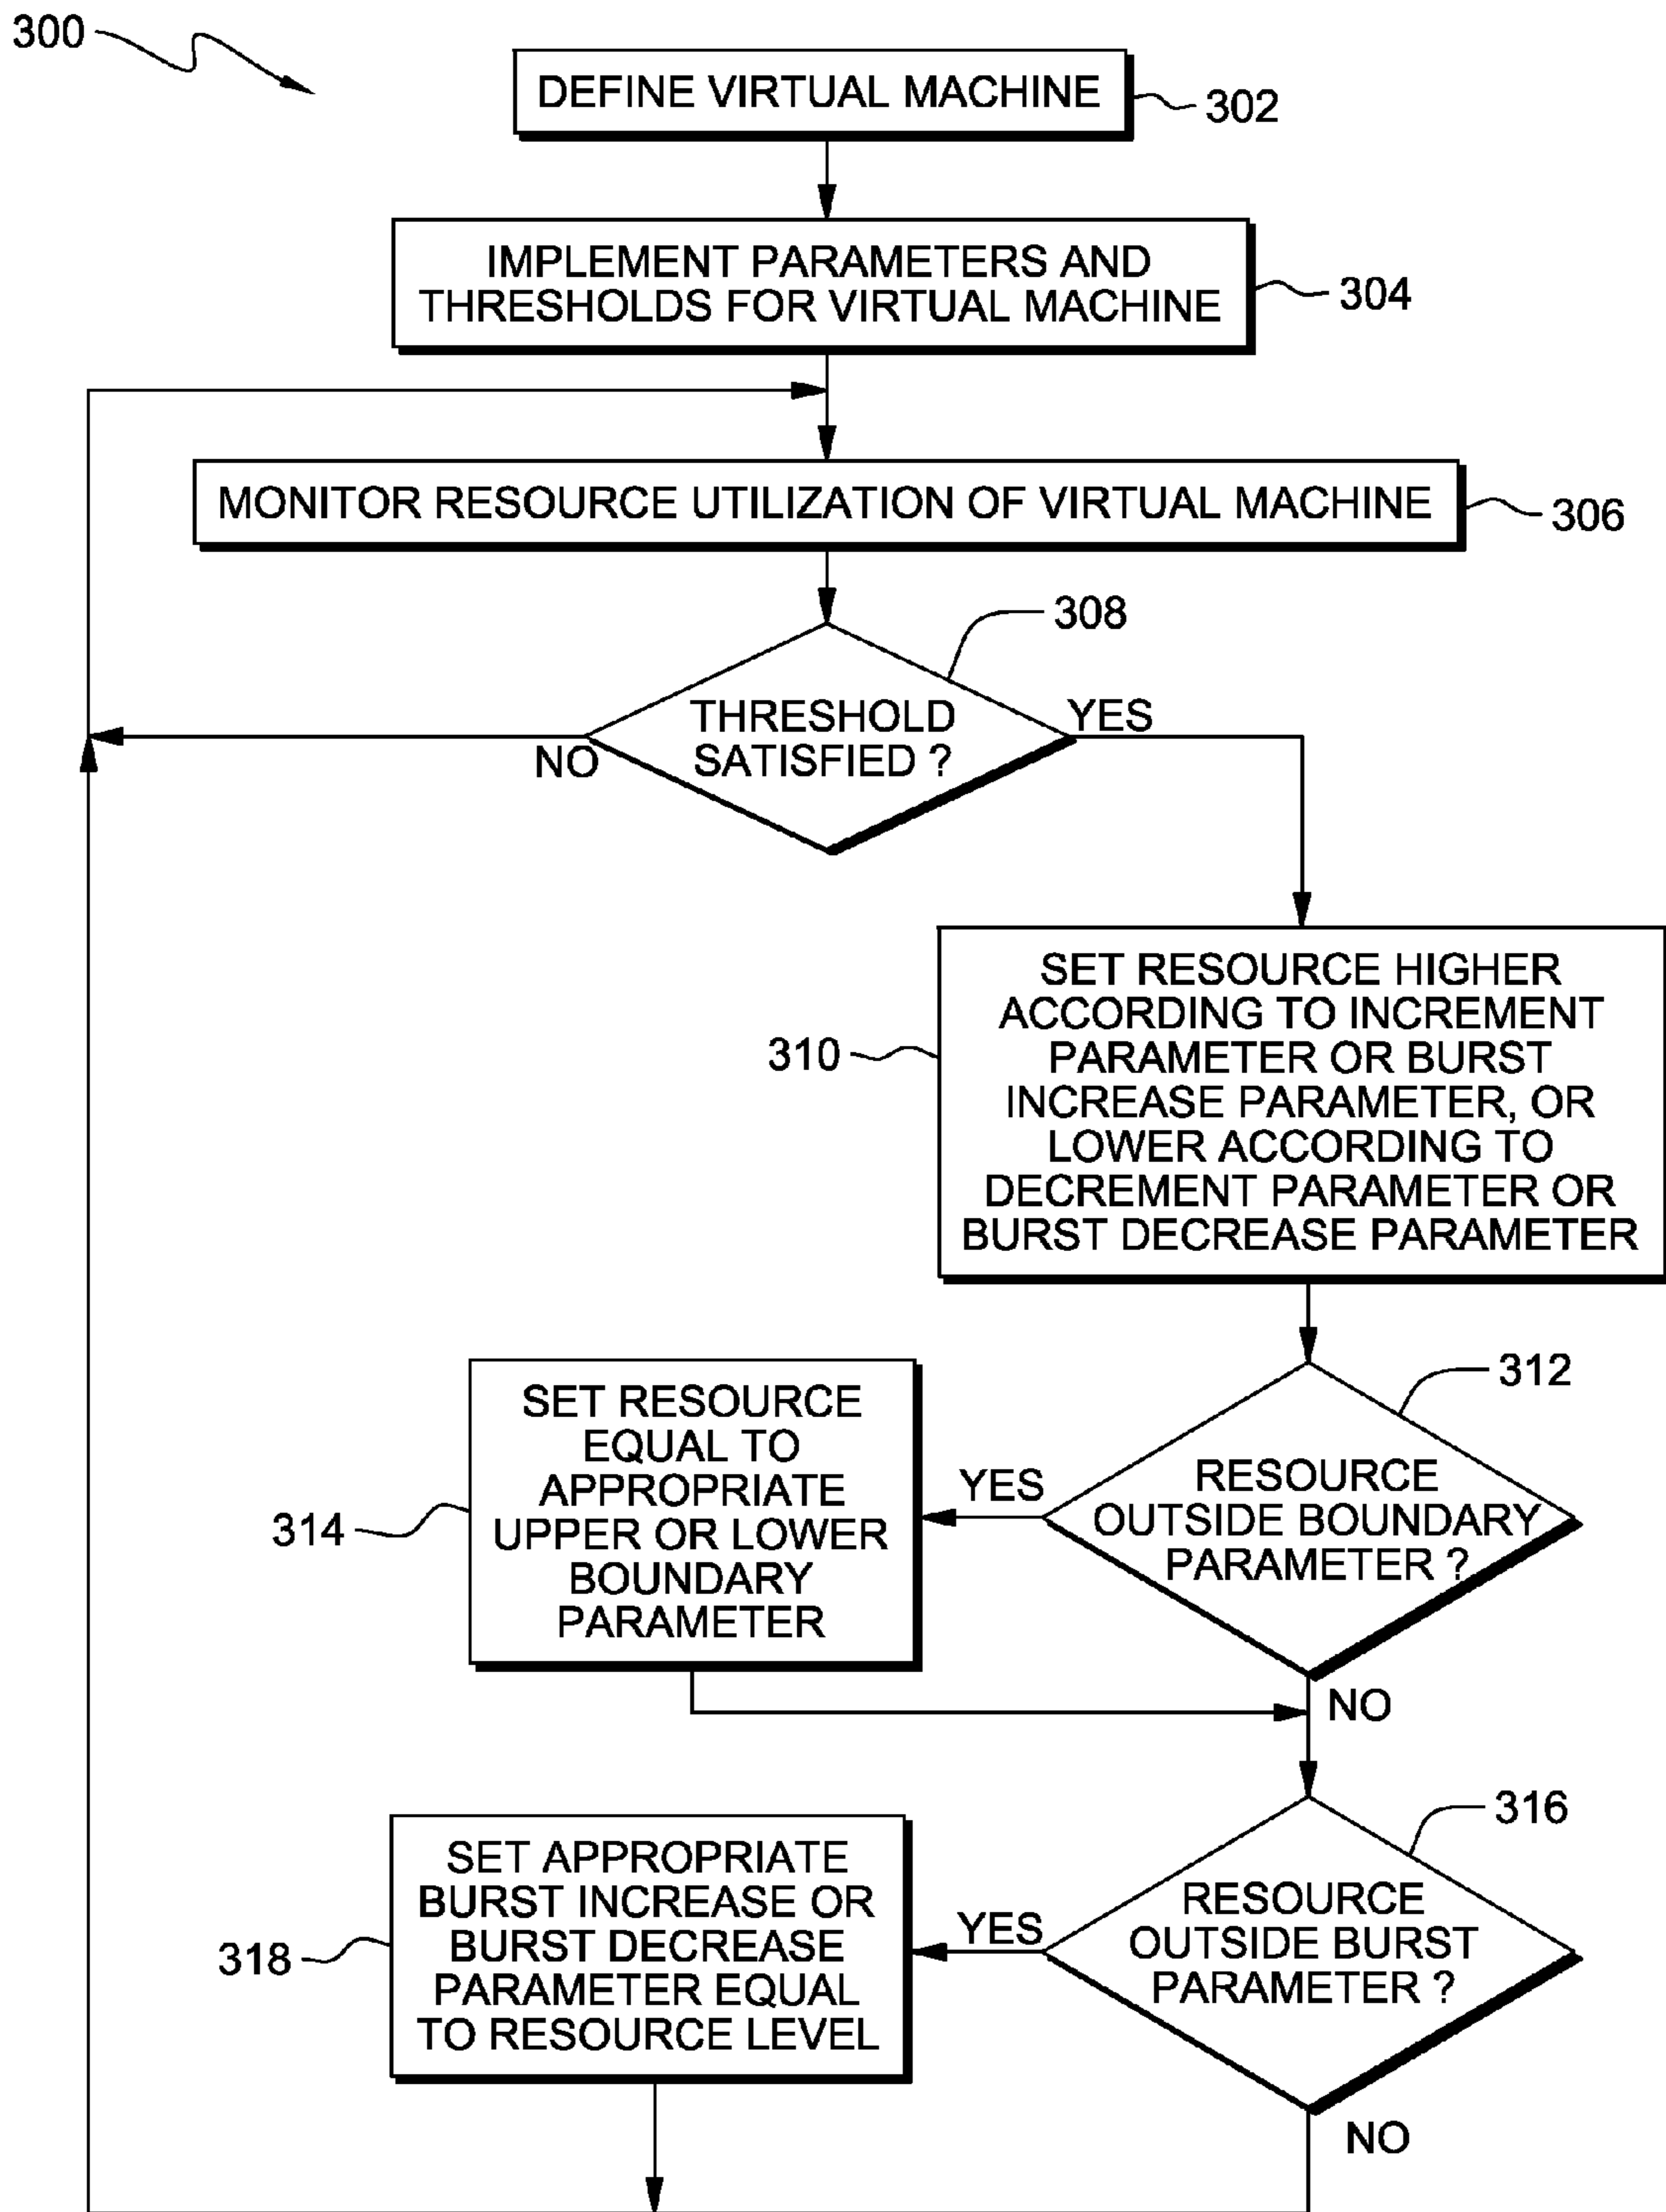 300
DEFINE VIRTUAL MACHINE
302
IMPLEMENT PARAMETERS AND
THRESHOLDS FOR VIRTUAL MACHINE
304
MONITOR RESOURCE UTILIZATION OF VIRTUAL MACHINE
306
308
THRESHOLD
SATISFIED ?
YES
NO
SET RESOURCE HIGHER
ACCORDING TO INCREMENT
PARAMETER OR BURST
INCREASE PARAMETER, OR
LOWER ACCORDING TO
DECREMENT PARAMETER OR
BURST DECREASE PARAMETER
310
312
RESOURCE
OUTSIDE BOUNDARY
PARAMETER ?
YES
NO
SET RESOURCE
EQUAL TO
APPROPRIATE
UPPER OR LOWER
BOUNDARY
PARAMETER
314
316
RESOURCE
OUTSIDE BURST
PARAMETER ?
YES
NO
SET APPROPRIATE
BURST INCREASE OR
BURST DECREASE
PARAMETER EQUAL
TO RESOURCE LEVEL
318